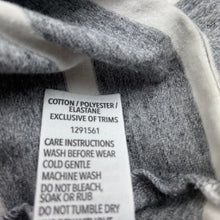 COTTON / POLYESTER /
ELASTANE
EXCLUSIVE OF TRIMS
1291561
CARE INSTRUCTIONS
WASH BEFORE WEAR
COLD GENTLE
MACHINE WASH
DO NOT BLEACH,
SOAK OR RUB
DO NOT TUMBLE DRY